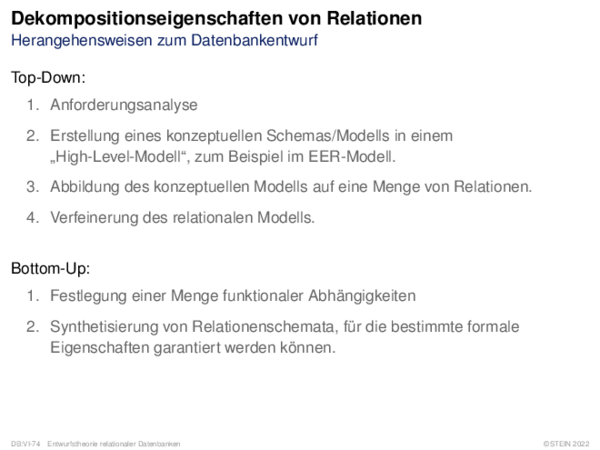 Dekompositionseigenschaften von Relationen
Herangehensweisen zum Datenbankentwurf
Top-Down:
1. Anforderungsanalyse
2. Erstellung eines konzeptuellen Schemas/Modells in einem
„High-Level-Modell“, zum Beispiel im EER-Modell.
3. Abbildung des konzeptuellen Modells auf eine Menge von Relationen.
4. Verfeinerung des relationalen Modells.
Bottom-Up:
1. Festlegung einer Menge funktionaler Abhängigkeiten
2. Synthetisierung von Relationenschemata, für die bestimmte formale
Eigenschaften garantiert werden können.
DB:VI-74 Entwurfstheorie relationaler Datenbanken ©STEIN 2022